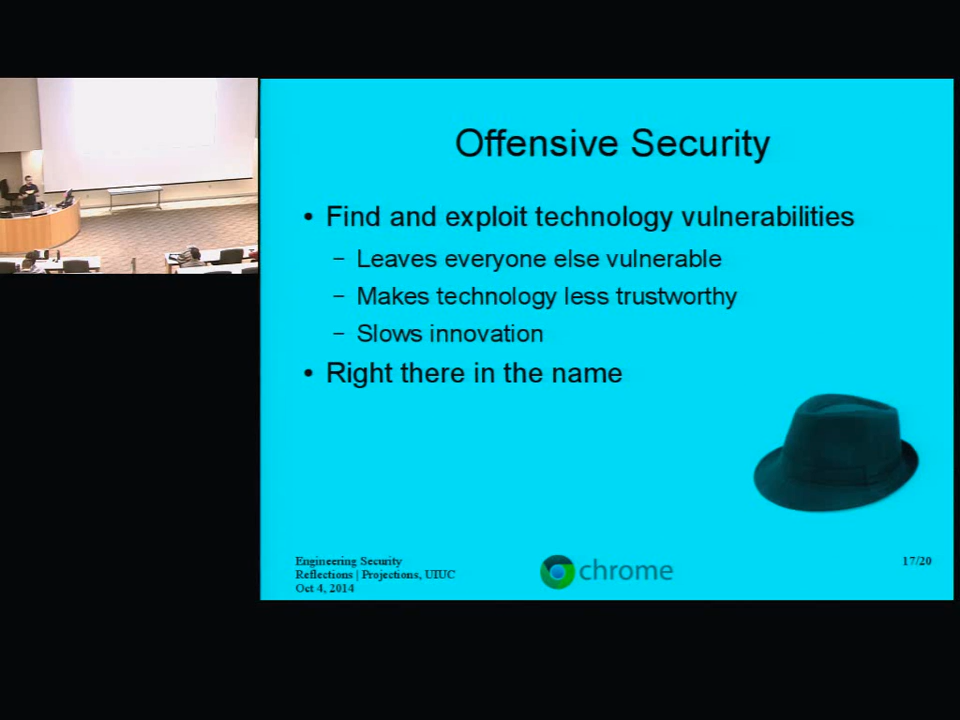 Offensive Security
• Find and exploit technology vulnerabilities
– Leaves everyone else vulnerable
– Makes technology less trustworthy
– Slows innovation
• Right there in the name
Engineering Security
Reflections | Projections, UIUC
Oct 4, 2014
chrome
17/20